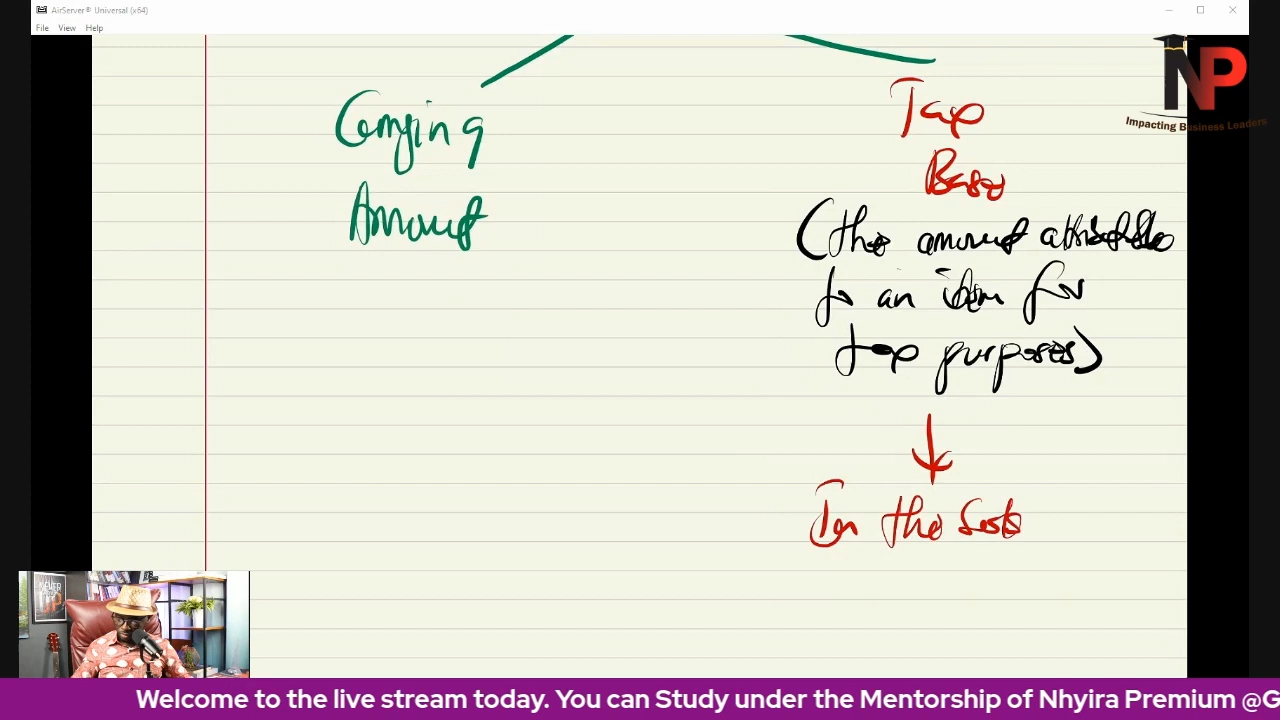 AirServer® Universal (x64)
File View Help
NP
Impacting Business Leaders
Carrying
Amount
Tax
Base
(the amount attributable
to an item for
tax purposes)
In the
Welcome to the live stream today. You can Study under the Mentorship of Nhyira Premium @G